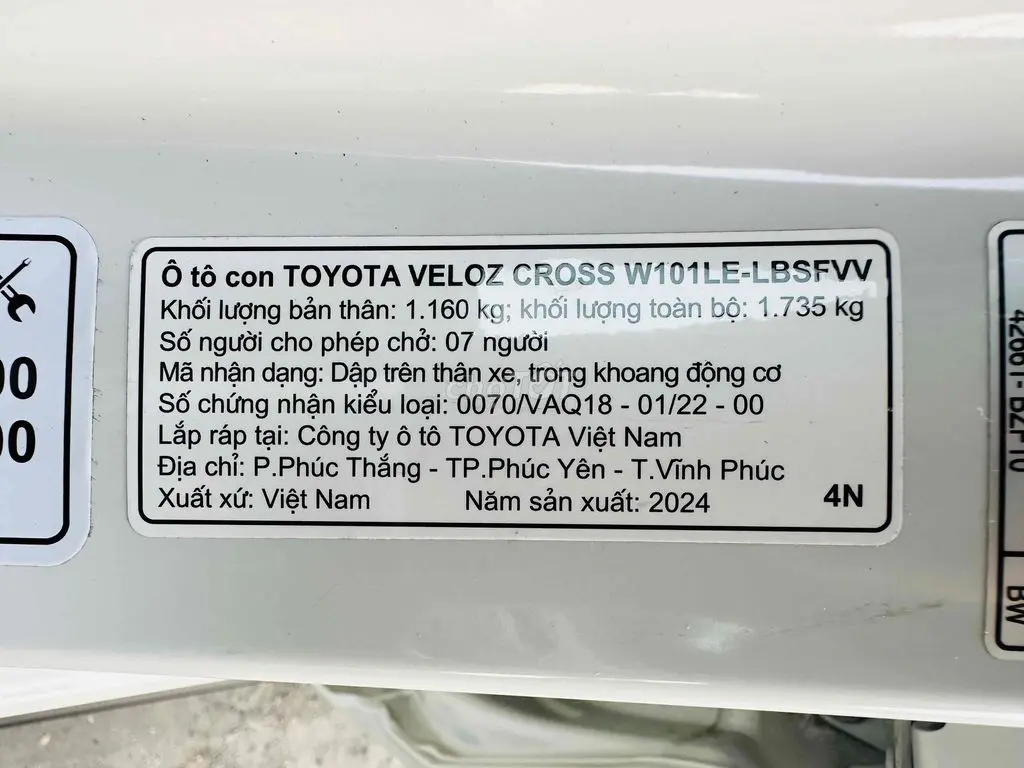 Ô tô con TOYOTA VELOZ CROSS W101LE-LBSFVV
Khối lượng bản thân: 1.160 kg; khối lượng toàn bộ: 1.735 kg
Số người cho phép chở: 07 người
Mã nhận dạng: Dập trên thân xe, trong khoang động cơ
Số chứng nhận kiểu loại: 0070/VAQ18 - 01/22 - 00
Lắp ráp tại: Công ty ô tô TOYOTA Việt Nam
Địa chỉ: P.Phúc Thắng - TP.Phúc Yên - T.Vĩnh Phúc
Xuất xứ: Việt Nam Năm sản xuất: 2024 4N
00
00
BW